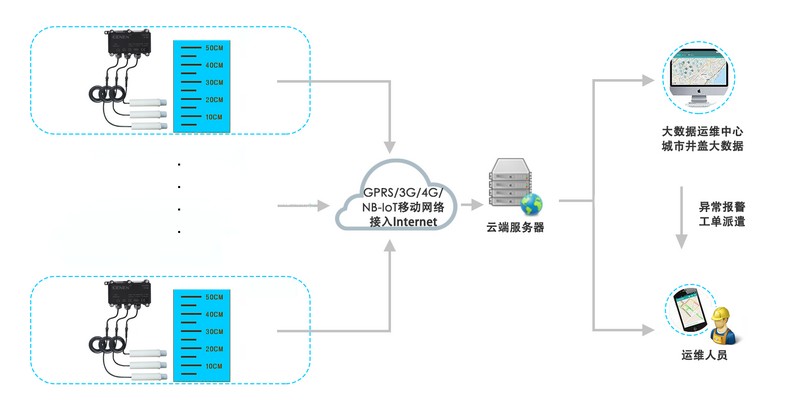 50CM
40CM
30CM
20CM
10CM
GPRS/3G/4G/
NB-IoT移动网络
接入Internet
云端服务器
大数据运维中心
城市井盖大数据
异常报警
工单派遣
运维人员
50CM
40CM
30CM
20CM
10CM